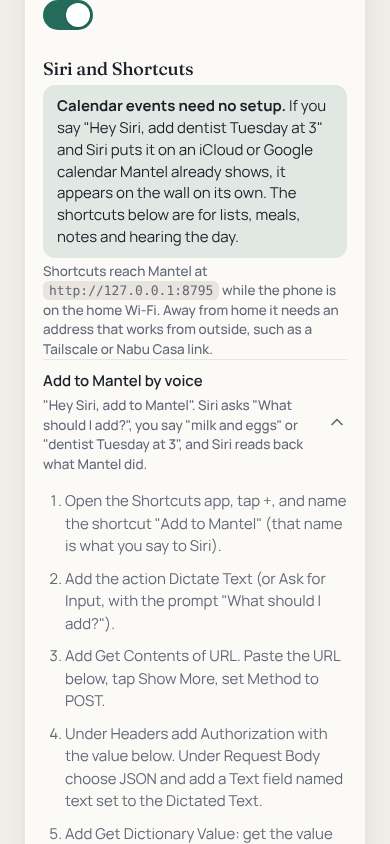 Siri and Shortcuts
Calendar events need no setup. If you
say "Hey Siri, add dentist Tuesday at 3"
and Siri puts it on an iCloud or Google
calendar Mantel already shows, it
appears on the wall on its own. The
shortcuts below are for lists, meals,
notes and hearing the day.
Shortcuts reach Mantel at
http://127.0.0.1:8795 while the phone is
on the home Wi-Fi. Away from home it needs an
address that works from outside, such as a
Tailscale or Nabu Casa link.
Add to Mantel by voice
"Hey Siri, add to Mantel". Siri asks "What
should I add?", you say "milk and eggs" or
"dentist Tuesday at 3", and Siri reads back
what Mantel did.
1. Open the Shortcuts app, tap +, and name
the shortcut "Add to Mantel" (that name
is what you say to Siri).
2. Add the action Dictate Text (or Ask for
Input, with the prompt "What should I
add?").
3. Add Get Contents of URL. Paste the URL
below, tap Show More, set Method to
POST.
4. Under Headers add Authorization with
the value below. Under Request Body
choose JSON and add a Text field named
text set to the Dictated Text.
5. Add Get Dictionary Value: get the value